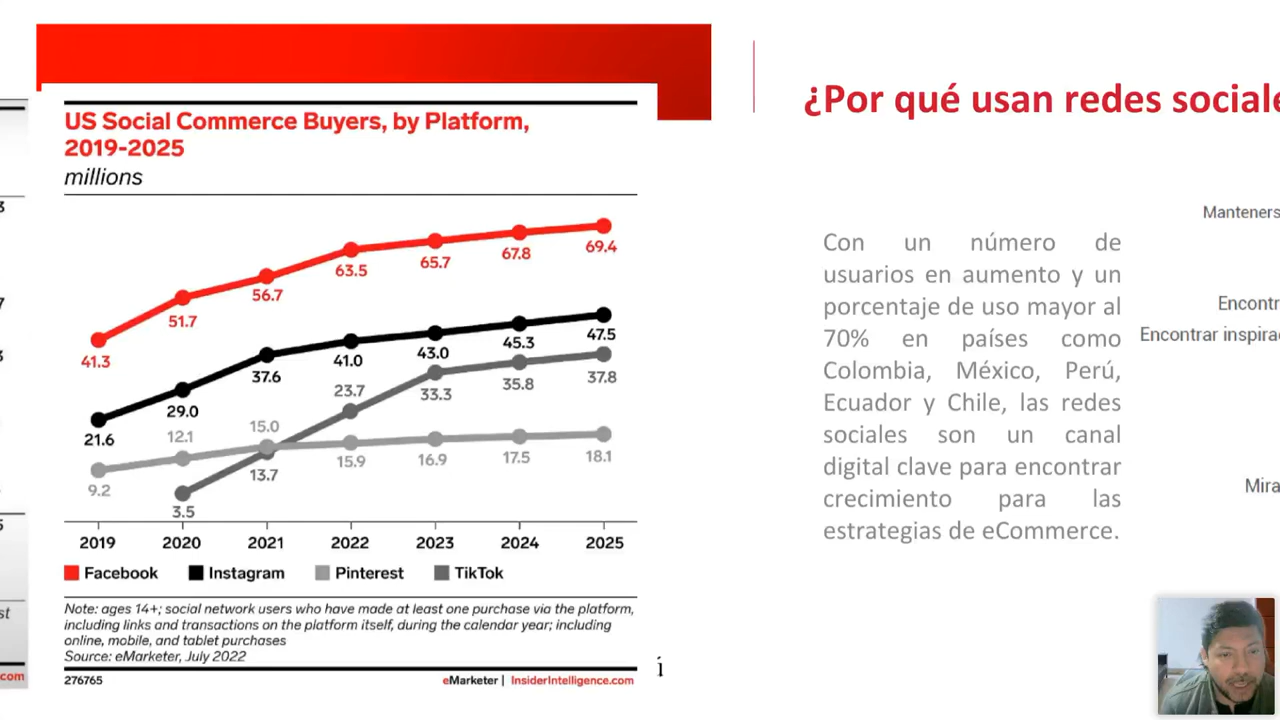 US Social Commerce Buyers, by Platform,
2019-2025
millions
69.4
67.8
65.7
63.5
56.7
51.7
41.3
47.5
45.3
43.0
41.0
37.6
29.0
21.6
37.8
35.8
33.3
23.7
13.7
3.5
18.1
17.5
16.9
15.9
15.0
12.1
9.2
2019 2020 2021 2022 2023 2024 2025
Facebook Instagram Pinterest TikTok
Note: ages 14+; social network users who have made at least one purchase via the platform,
including links and transactions on the platform itself, during the calendar year; including
online, mobile, and tablet purchases
Source: eMarketer, July 2022
276765 eMarketer | InsiderIntelligence.com
¿Por qué usan redes sociale
Con un número de
usuarios en aumento y un
porcentaje de uso mayor al
70% en países como
Colombia, México, Perú,
Ecuador y Chile, las redes
sociales son un canal
digital clave para encontrar
crecimiento para las
estrategias de eCommerce.
Manteners
Encontr
Encontrar inspira
Mira